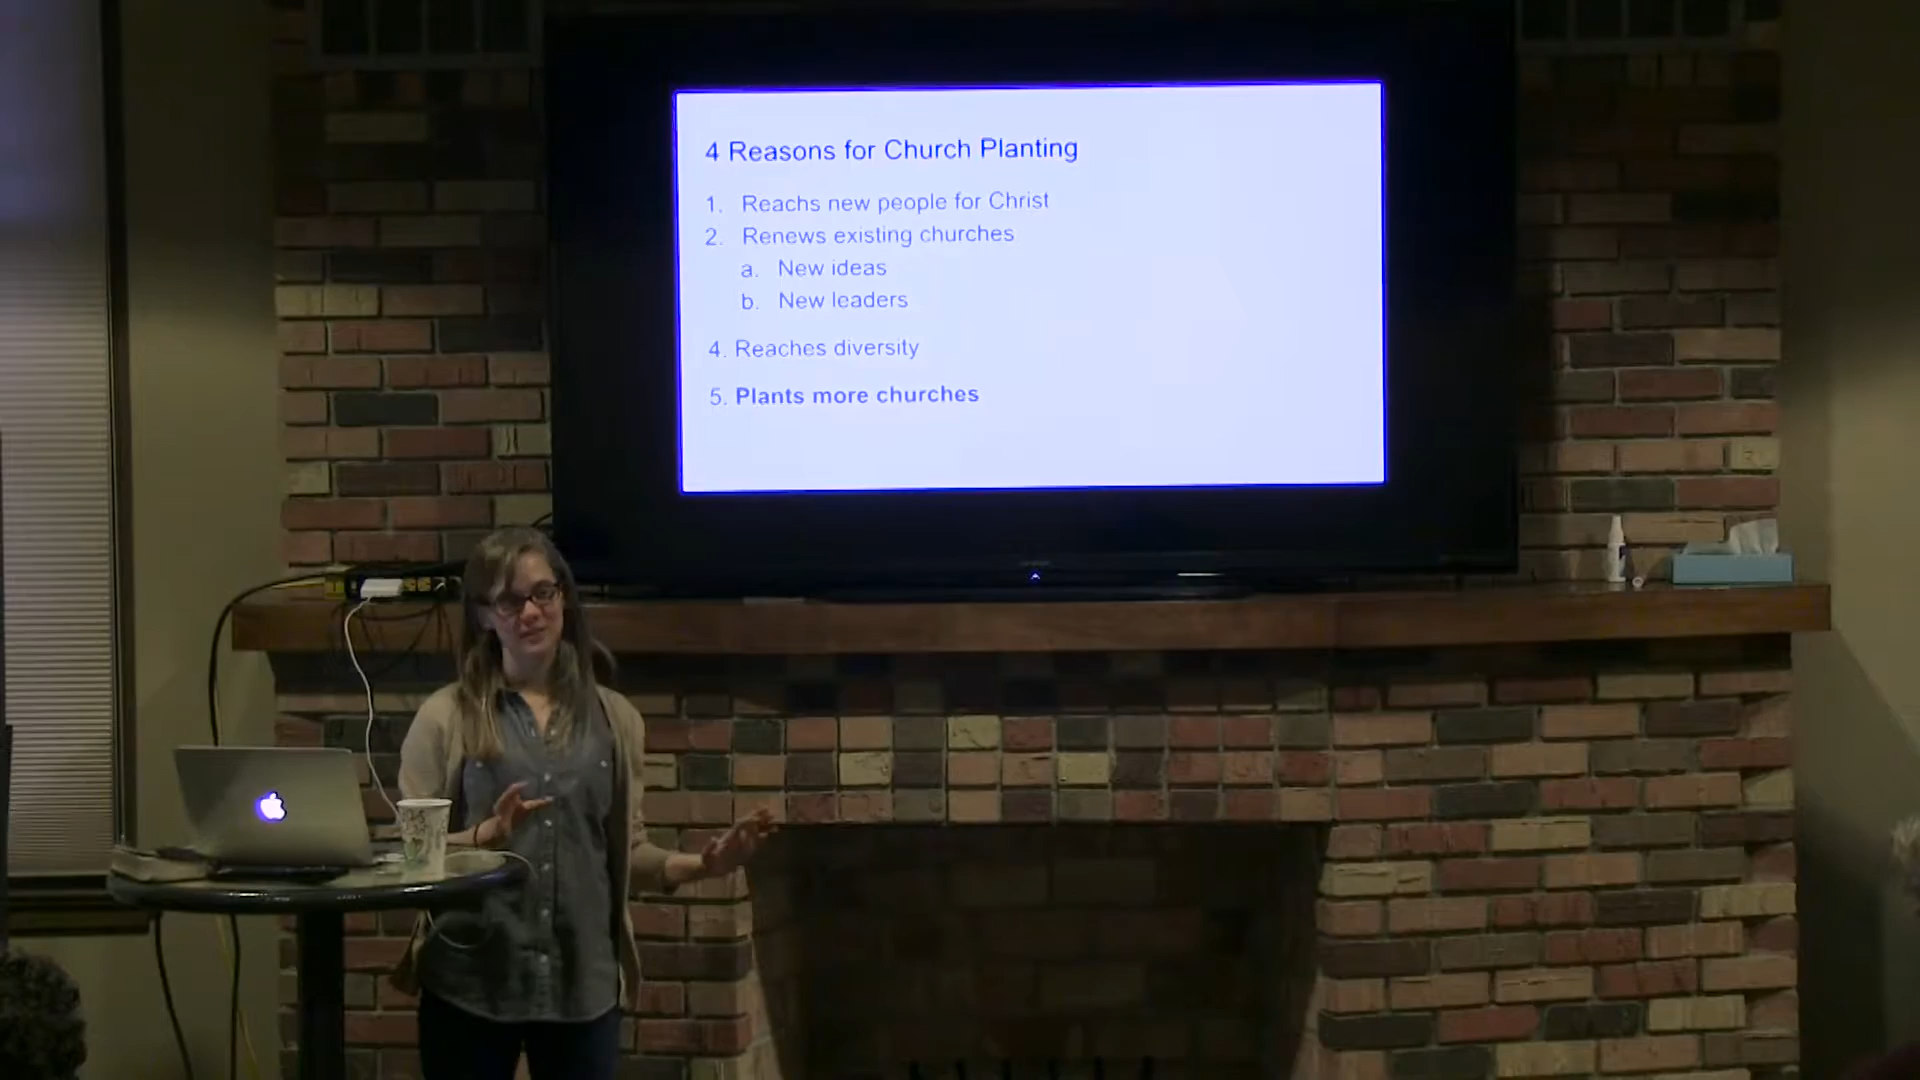 4 Reasons for Church Planting
1. Reachs new people for Christ
2. Renews existing churches
a. New ideas
b. New leaders
4. Reaches diversity
5. Plants more churches